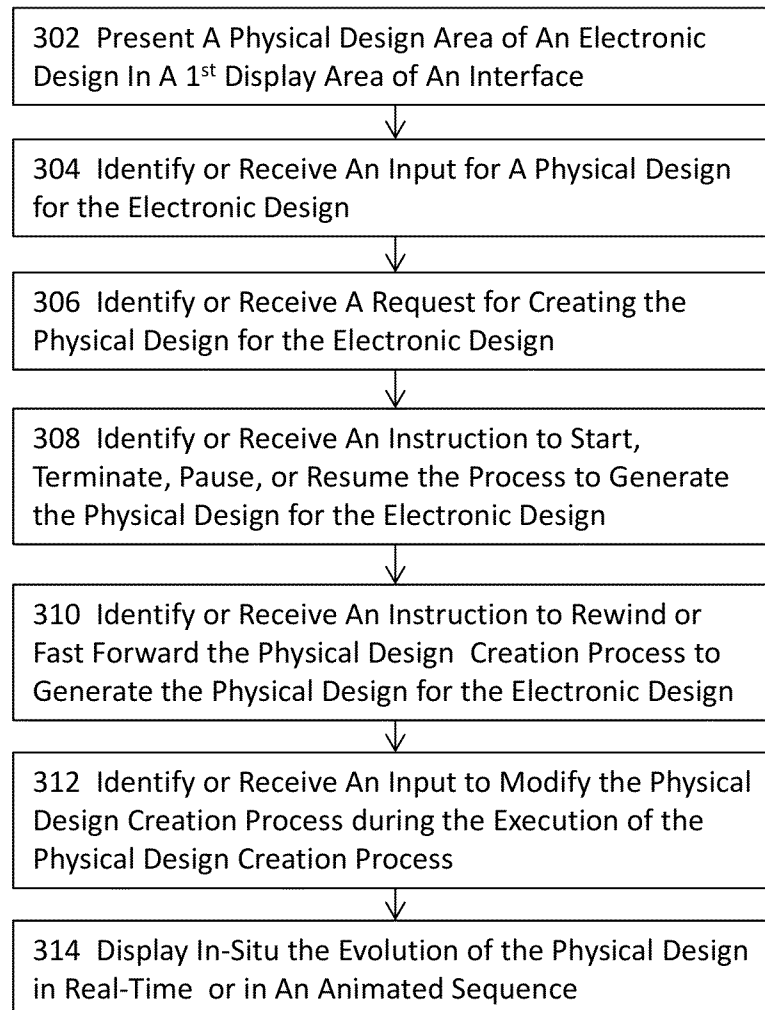 302 Present A Physical Design Area of An Electronic
Design In A 1st Display Area of An Interface
304 Identify or Receive An Input for A Physical Design
for the Electronic Design
306 Identify or Receive A Request for Creating the
Physical Design for the Electronic Design
308 Identify or Receive An Instruction to Start,
Terminate, Pause, or Resume the Process to Generate
the Physical Design for the Electronic Design
310 Identify or Receive An Instruction to Rewind or
Fast Forward the Physical Design Creation Process to
Generate the Physical Design for the Electronic Design
312 Identify or Receive An Input to Modify the Physical
Design Creation Process during the Execution of the
Physical Design Creation Process
314 Display In-Situ the Evolution of the Physical Design
in Real-Time or in An Animated Sequence